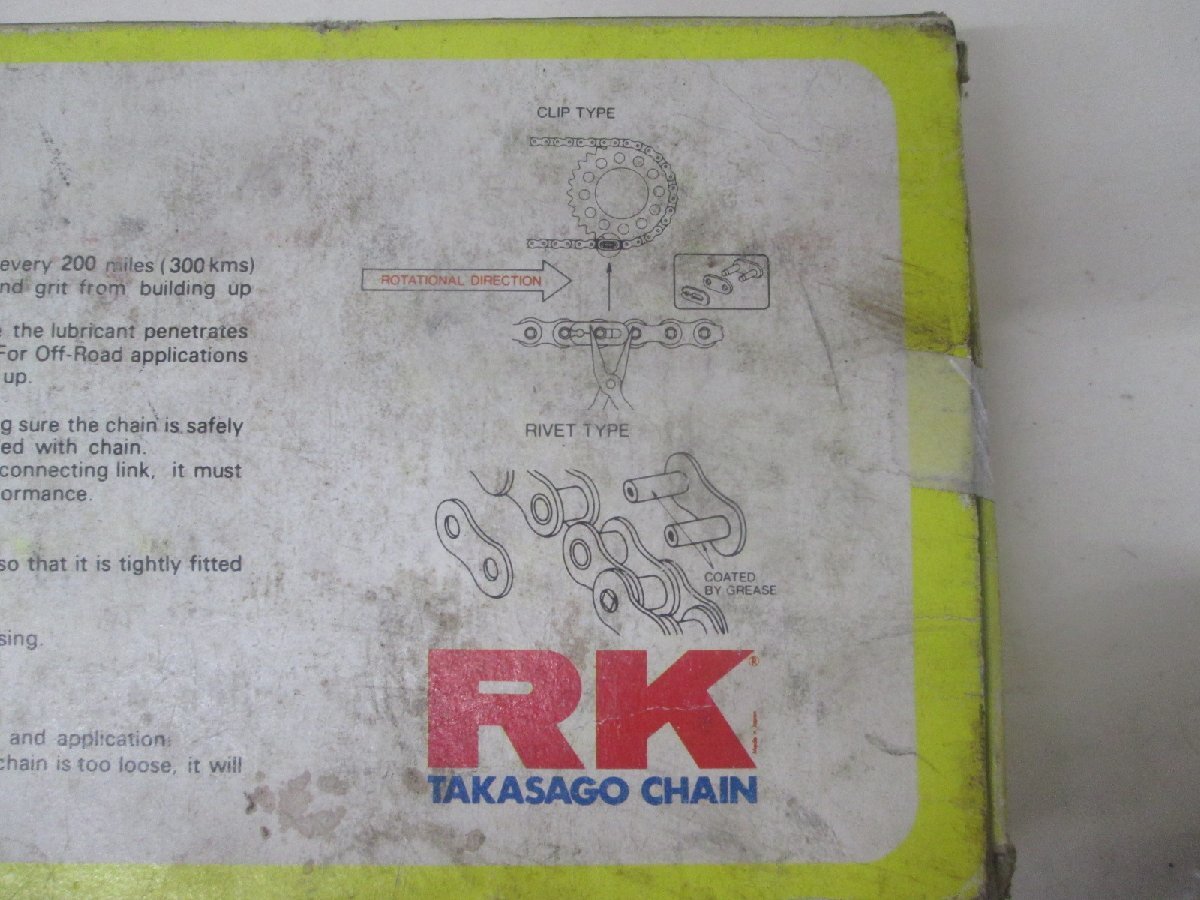 every 200 miles (300 kms)
nd grit from building up
the lubricant penetrates
For Off-Road applications
up.
g sure the chain is safely
ed with chain.
connecting link, it must
ormance.
so that it is tightly fitted
sing.
and application.
chain is too loose, it will
CLIP TYPE
ROTATIONAL DIRECTION
RIVET TYPE
COATED
BY GREASE
RK®
Made in Japan
TAKASAGO CHAIN